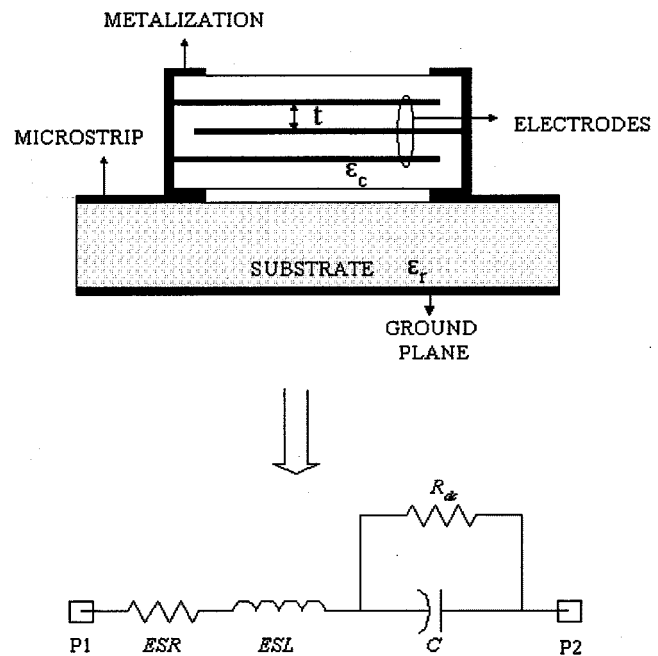 METALIZATION
t
MICROSTRIP
ELECTRODES
εc
SUBSTRATE εr
GROUND
PLANE
Rdc
P1 ESR ESL C P2